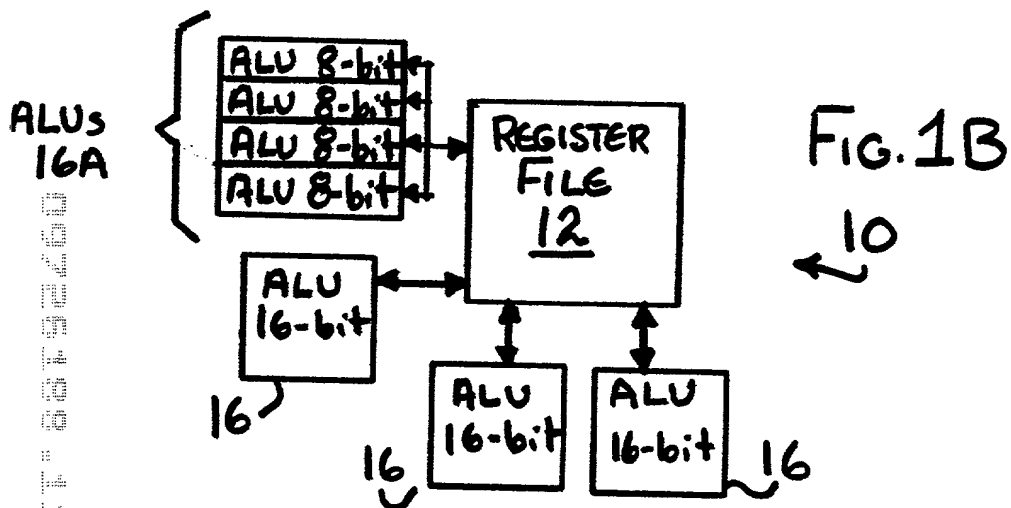 ALUs
16A
ALU 8-bit
ALU 8-bit
ALU 8-bit
ALU 8-bit
REGISTER
FILE
12
FIG. 1B
10
ALU
16-bit
16
ALU
16-bit
16
ALU
16-bit
16